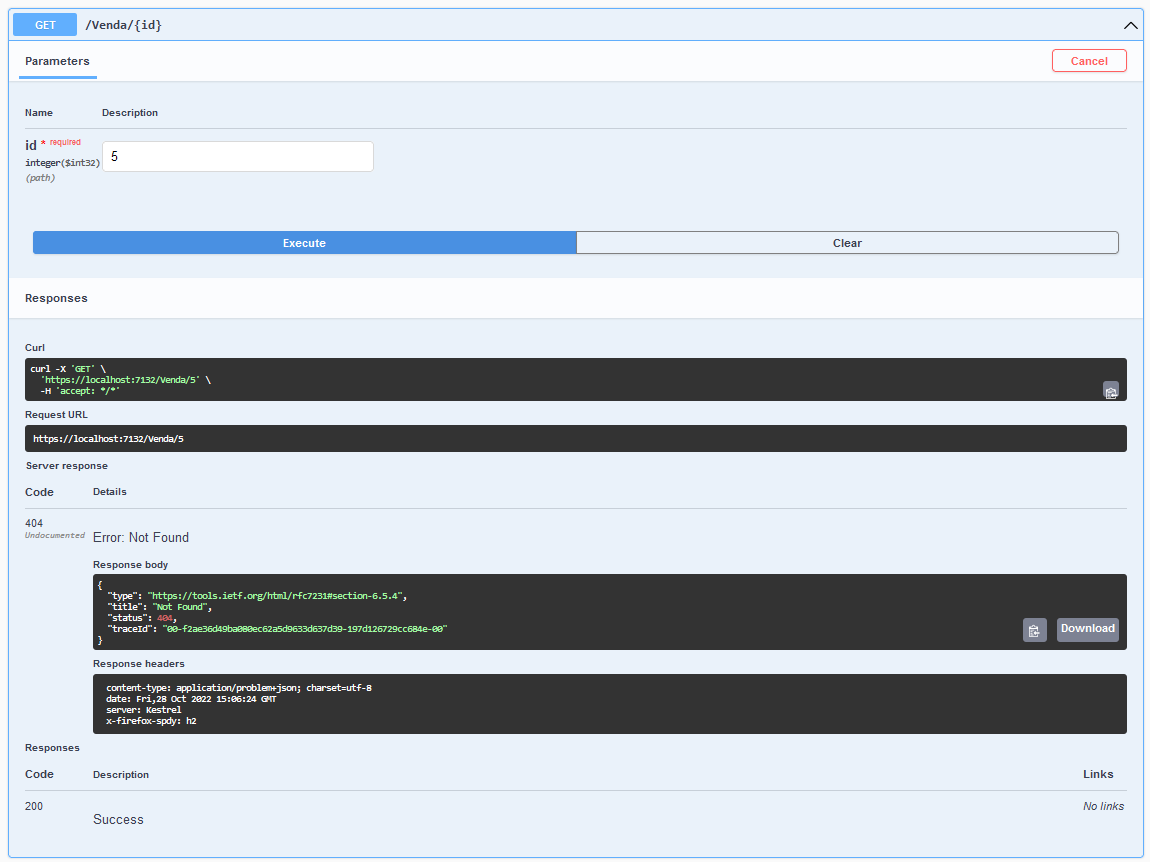 GET /Venda/{id}
Parameters
Cancel
Name Description
id * required
integer($int32)
(path)
5
Execute Clear
Responses
Curl
curl -X 'GET' \
'https://localhost:7132/Venda/5' \
-H 'accept: */*'
Request URL
https://localhost:7132/Venda/5
Server response
Code Details
404
Undocumented
Error: Not Found
Response body
{
"type": "https://tools.ietf.org/html/rfc7231#section-6.5.4",
"title": "Not Found",
"status": 404,
"traceId": "00-f2ae36d49ba080ec62a5d9633d637d39-197d126729cc684e-00"
}
Download
Response headers
content-type: application/problem+json; charset=utf-8
date: Fri,28 Oct 2022 15:06:24 GMT
server: Kestrel
x-firefox-spdy: h2
Responses
Code Description Links
200
Success
No links